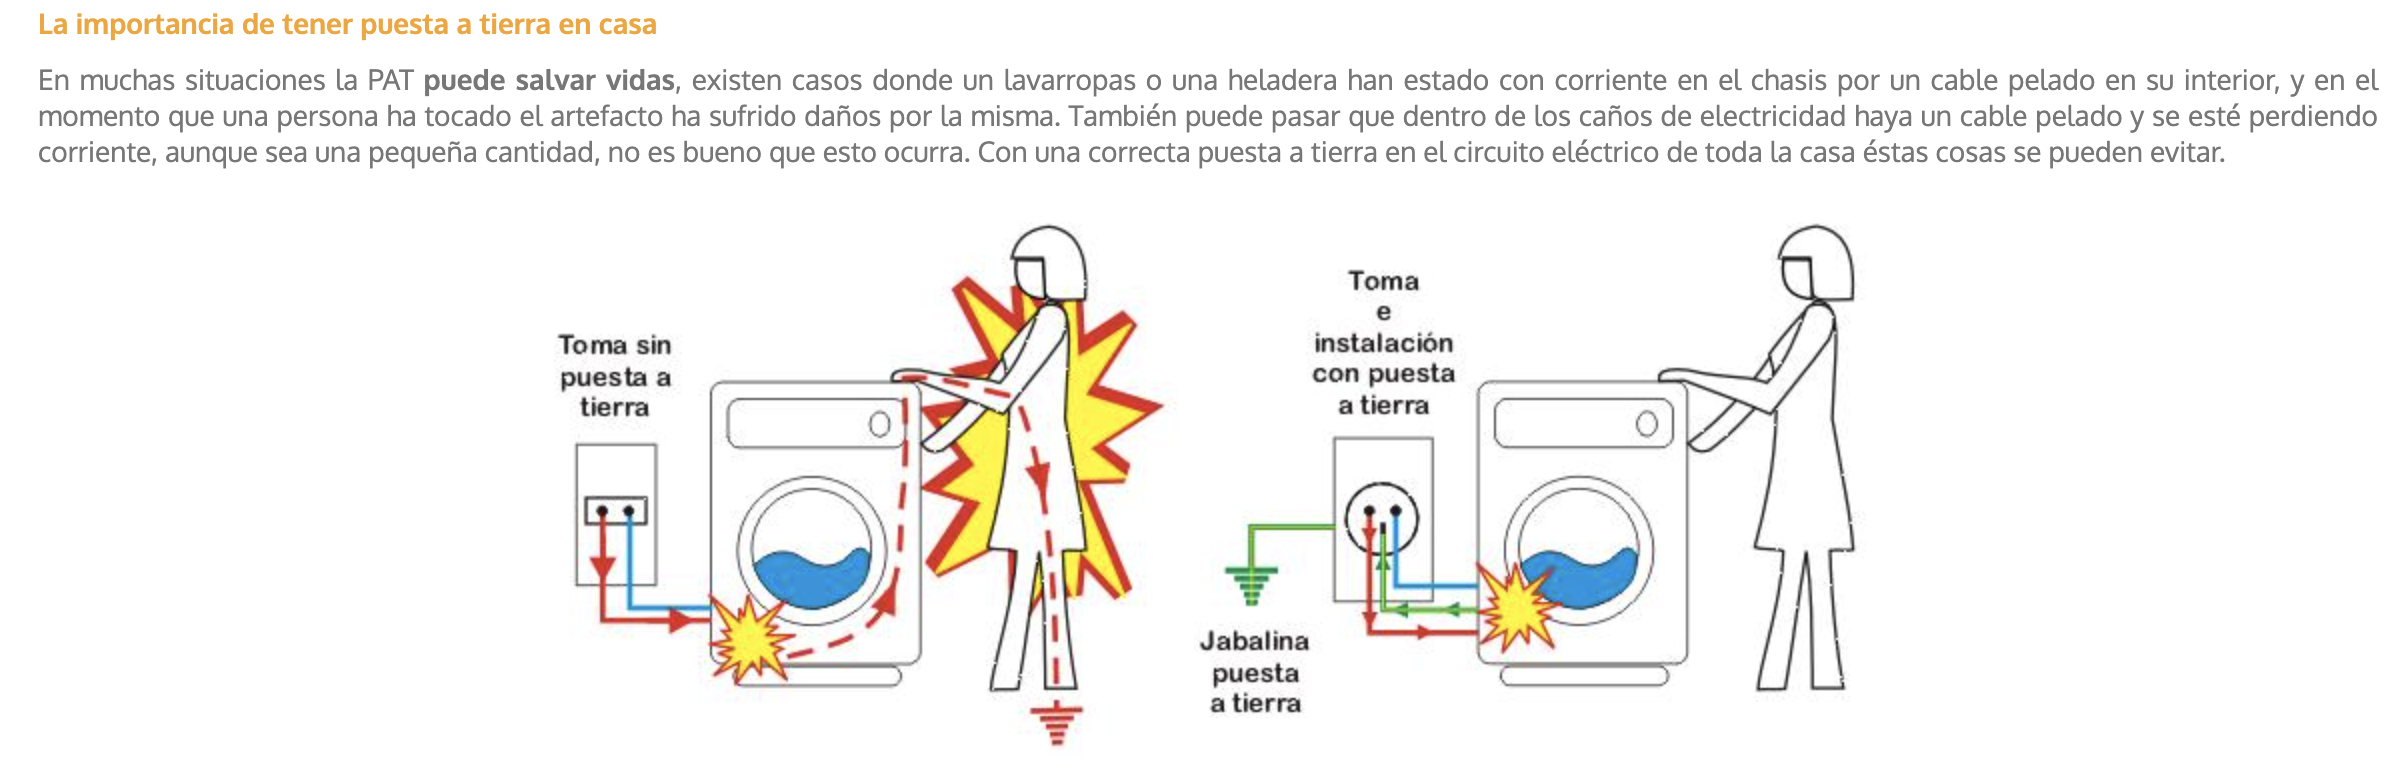 La importancia de tener puesta a tierra en casa
En muchas situaciones la PAT puede salvar vidas, existen casos donde un lavarropas o una heladera han estado con corriente en el chasis por un cable pelado en su interior, y en el
momento que una persona ha tocado el artefacto ha sufrido daños por la misma. También puede pasar que dentro de los caños de electricidad haya un cable pelado y se esté perdiendo
corriente, aunque sea una pequeña cantidad, no es bueno que esto ocurra. Con una correcta puesta a tierra en el circuito eléctrico de toda la casa éstas cosas se pueden evitar.
Toma sin
puesta a
tierra
Toma
e
instalación
con puesta
a tierra
Jabalina
puesta
a tierra